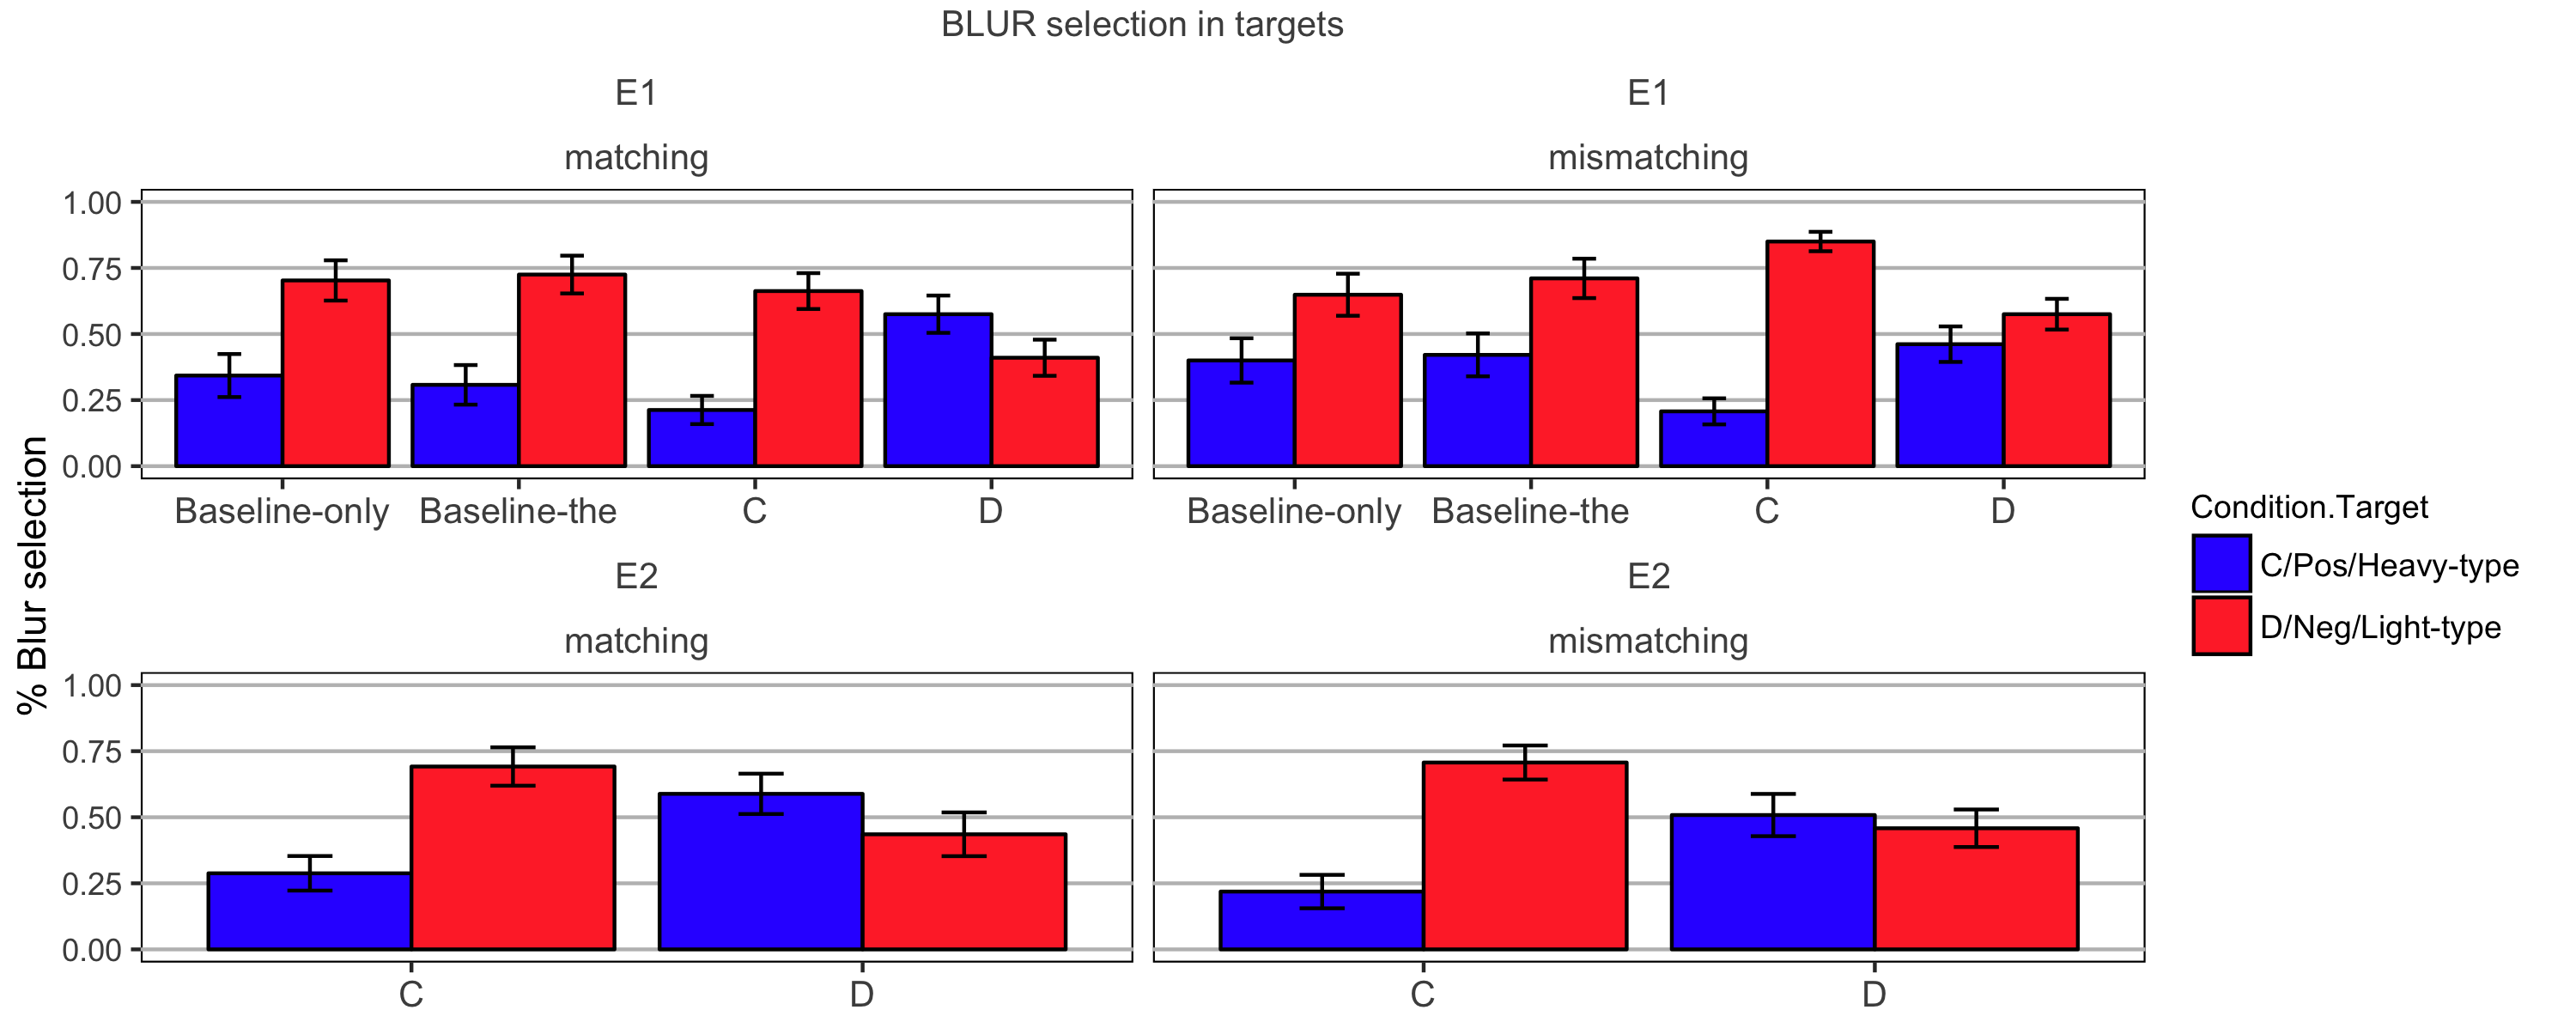 BLUR selection in targets
E1
matching
E1
mismatching
1.00
0.75
0.50
0.25
0.00
Baseline-only Baseline-the C D
Baseline-only Baseline-the C D
% Blur selection
E2
matching
E2
mismatching
1.00
0.75
0.50
0.25
0.00
C D
C D
Condition.Target
C/Pos/Heavy-type
D/Neg/Light-type